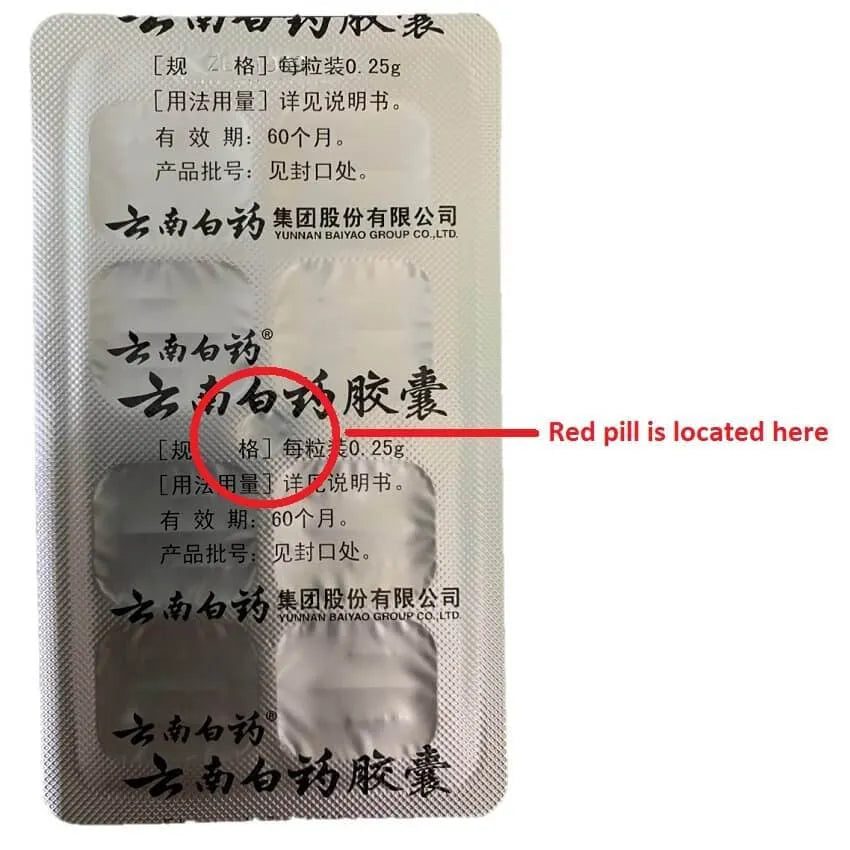 云南白药胶囊
[规 格] 每粒装0.25g
[用法用量] 详见说明书。
有 效 期: 60个月。
产品批号: 见封口处。
云南白药 集团股份有限公司
YUNNAN BAIYAO GROUP CO.,LTD.
云南白药®
云南白药胶囊
[规 格] 每粒装0.25g
Red pill is located here
[用法用量] 详见说明书。
有 效 期: 60个月。
产品批号: 见封口处。
云南白药 集团股份有限公司
YUNNAN BAIYAO GROUP CO.,LTD.
云南白药®
云南白药胶囊